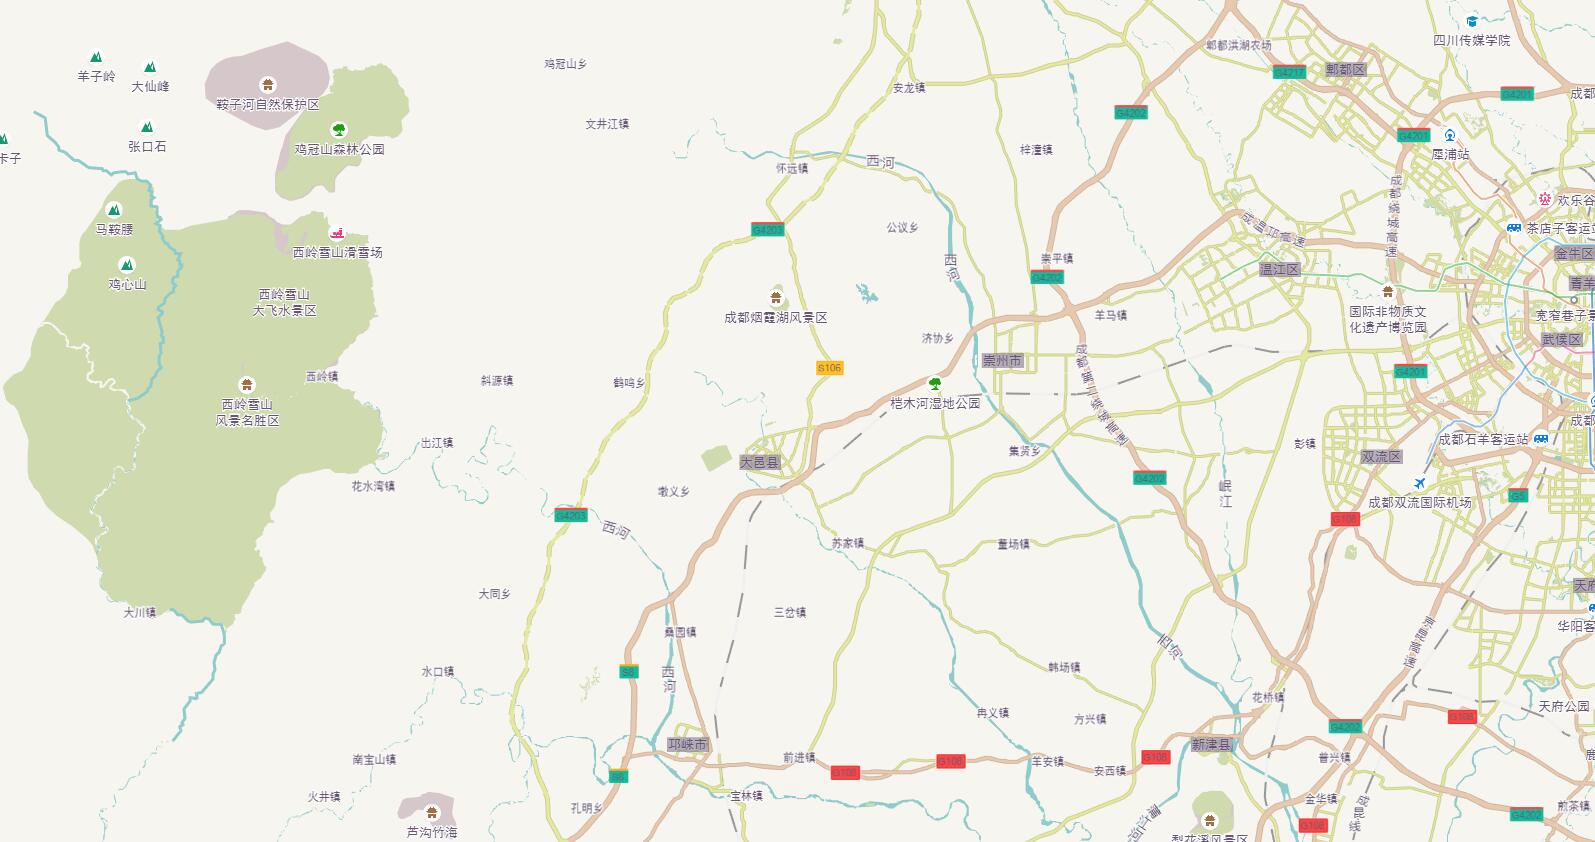 四川传媒学院
郫都洪湖农场
郫都区
G4217
鸡冠山乡
羊子岭
大仙峰
安龙镇
G4201
成都
鞍子河自然保护区
G4202
文井江镇
G4201
张口石
鸡冠山森林公园
梓潼镇
犀浦站
卡子
怀远镇
西河
成都绕城高速
欢乐谷
马鞍腰
G4203
公议乡
成温邛高速
茶店子客运站
西岭雪山滑雪场
崇平镇
金牛区
鸡心山
西河
G4202
温江区
青羊
西岭雪山
大飞水景区
成都烟霞湖风景区
羊马镇
国际非物质文
化遗产博览园
宽窄巷子景
济协乡
武侯区
崇州市
S106
G4201
西岭镇
斜源镇
鹤鸣乡
西岭雪山
风景名胜区
桤木河湿地公园
成都
出江镇
彭镇
成都石羊客运站
集贤乡
大邑县
双流区
G4202
花水湾镇
墩义乡
岷江
成都双流国际机场
G5
G4203
G108
西河
苏家镇
董场镇
大同乡
天府
大川镇
三岔镇
华阳客
桑园镇
西河
成昆高速
水口镇
S8
西河
韩场镇
花桥镇
天府公园
冉义镇
方兴镇
G108
G4202
邛崃市
新津县
南宝山镇
前进镇
G108
G108
羊安镇
安西镇
G108
普兴镇
S8
火井镇
宝林镇
孔明乡
金华镇
成昆线
煎茶镇
G4202
芦沟竹海
蒲江河
G108
梨花溪风景区